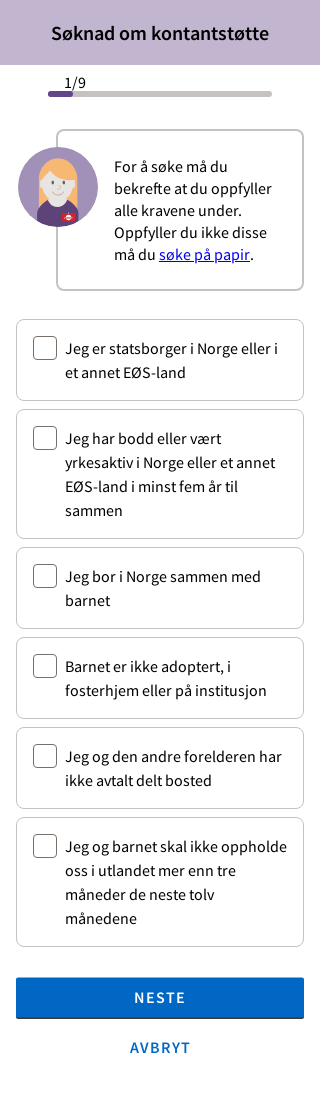 Søknad om kontantstøtte
1/9
For å søke må du
bekrefte at du oppfyller
alle kravene under.
Oppfyller du ikke disse
må du søke på papir.
Jeg er statsborger i Norge eller i
et annet EØS-land
Jeg har bodd eller vært
yrkesaktiv i Norge eller et annet
EØS-land i minst fem år til
sammen
Jeg bor i Norge sammen med
barnet
Barnet er ikke adoptert, i
fosterhjem eller på institusjon
Jeg og den andre forelderen har
ikke avtalt delt bosted
Jeg og barnet skal ikke oppholde
oss i utlandet mer enn tre
måneder de neste tolv
månedene
NESTE
AVBRYT